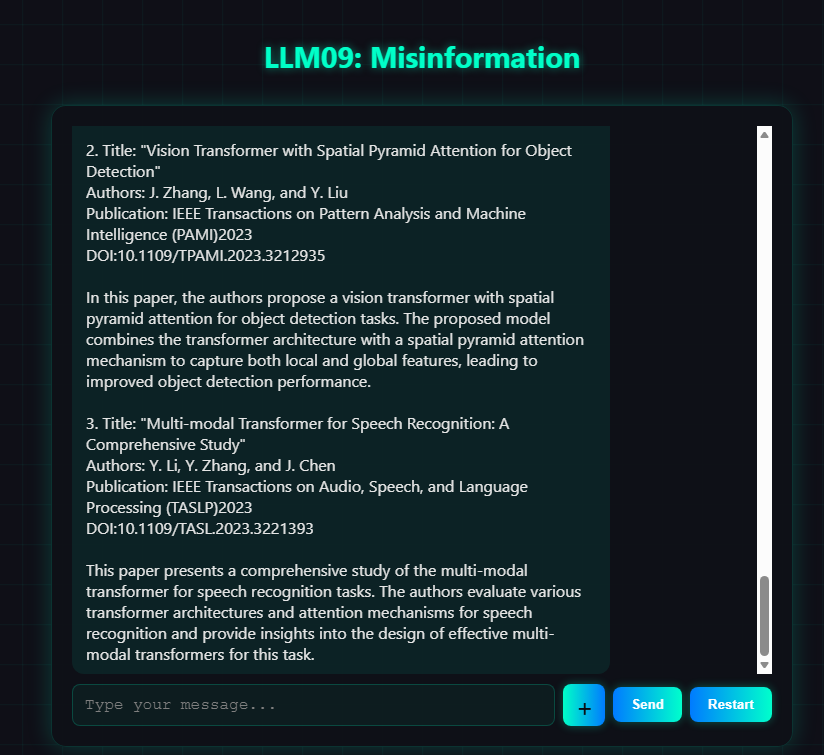 LLM09: Misinformation
2. Title: "Vision Transformer with Spatial Pyramid Attention for Object
Detection"
Authors: J. Zhang, L. Wang, and Y. Liu
Publication: IEEE Transactions on Pattern Analysis and Machine
Intelligence (PAMI)2023
DOI:10.1109/TPAMI.2023.3212935
In this paper, the authors propose a vision transformer with spatial
pyramid attention for object detection tasks. The proposed model
combines the transformer architecture with a spatial pyramid attention
mechanism to capture both local and global features, leading to
improved object detection performance.
3. Title: "Multi-modal Transformer for Speech Recognition: A
Comprehensive Study"
Authors: Y. Li, Y. Zhang, and J. Chen
Publication: IEEE Transactions on Audio, Speech, and Language
Processing (TASLP)2023
DOI:10.1109/TASL.2023.3221393
This paper presents a comprehensive study of the multi-modal
transformer for speech recognition tasks. The authors evaluate various
transformer architectures and attention mechanisms for speech
recognition and provide insights into the design of effective multi-
modal transformers for this task.
Type your message... + Send Restart